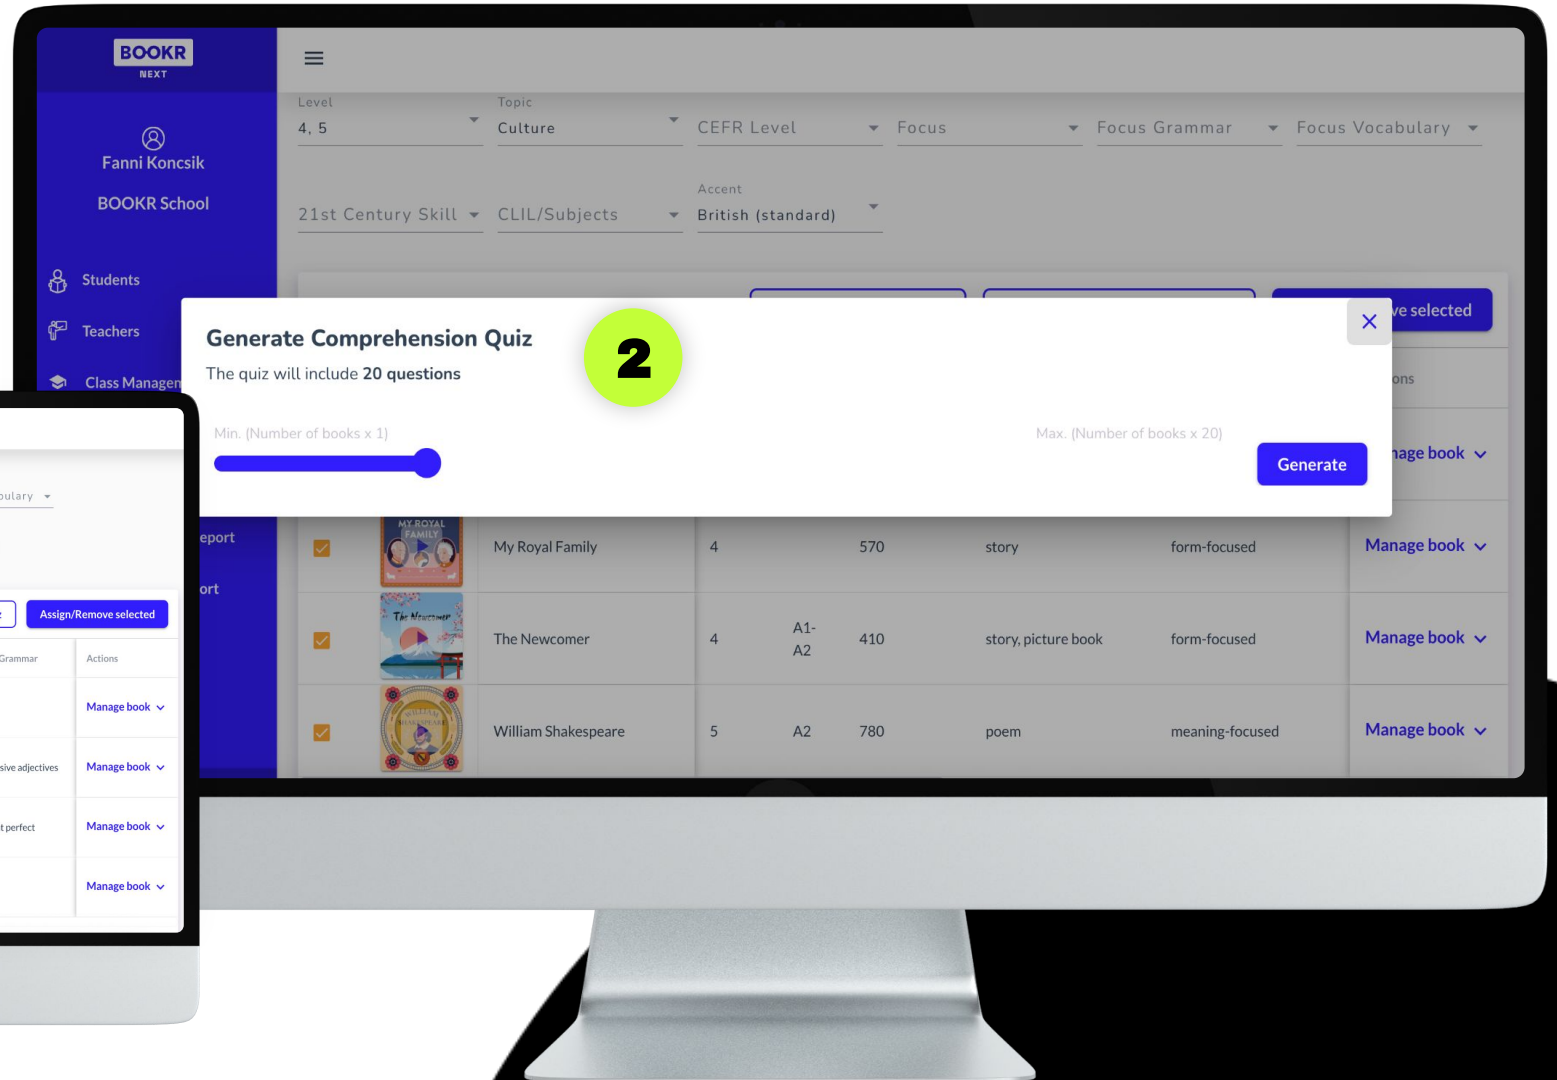 BOOKR
NEXT
Fanni Koncsik
BOOKR School
Students
Teachers
Class Managen
eport
ort
Level
4, 5
Topic
Culture
CEFR Level
Focus
Focus Grammar
Focus Vocabulary
21st Century Skill
CLIL/Subjects
Accent
British (standard)
ve selected
ons
Generate Comprehension Quiz
The quiz will include 20 questions
2
Min. (Number of books x 1)
Max. (Number of books x 20)
Generate
nage book
MY ROYAL
FAMILY
My Royal Family 4 570 story form-focused Manage book
The Newcomer
The Newcomer 4 A1-
A2 410 story, picture book form-focused Manage book
WILLIAM
SHAKESPEARE
William Shakespeare 5 A2 780 poem meaning-focused Manage book
bulary
Assign/Remove selected
Grammar Actions
Manage book
sive adjectives Manage book
t perfect Manage book
Manage book